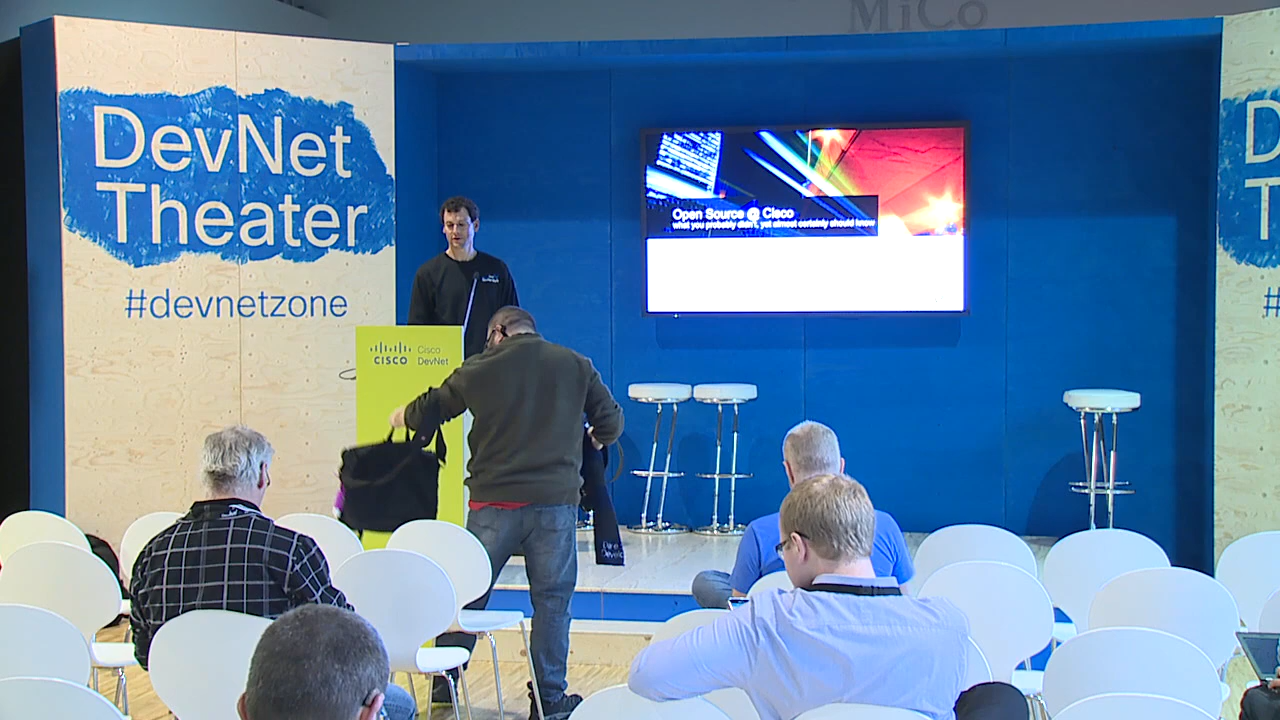 MiCo
DevNet
Theater
#devnetzone
Open Source @ Cisco
what you probably didn't, yet almost certainly should know
CISCO
Cisco
DevNet
D
T
#